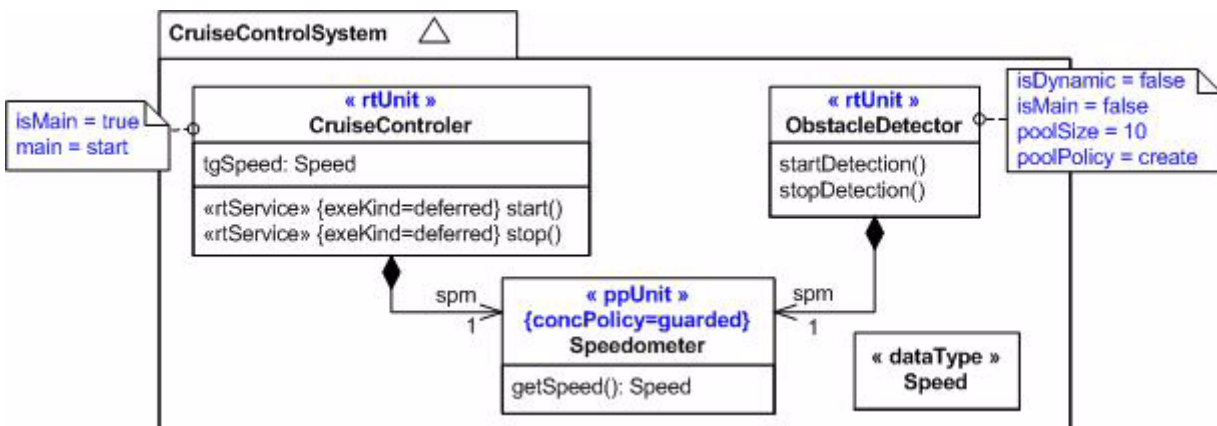 CruiseControlSystem
isMain = true
main = start
« rtUnit »
CruiseControler
tgSpeed: Speed
«rtService» {exeKind=deferred} start()
«rtService» {exeKind=deferred} stop()
« rtUnit »
ObstacleDetector
startDetection()
stopDetection()
isDynamic = false
isMain = false
poolSize = 10
poolPolicy = create
spm
1
« ppUnit »
{concPolicy=guarded}
Speedometer
getSpeed(): Speed
spm
1
« dataType »
Speed